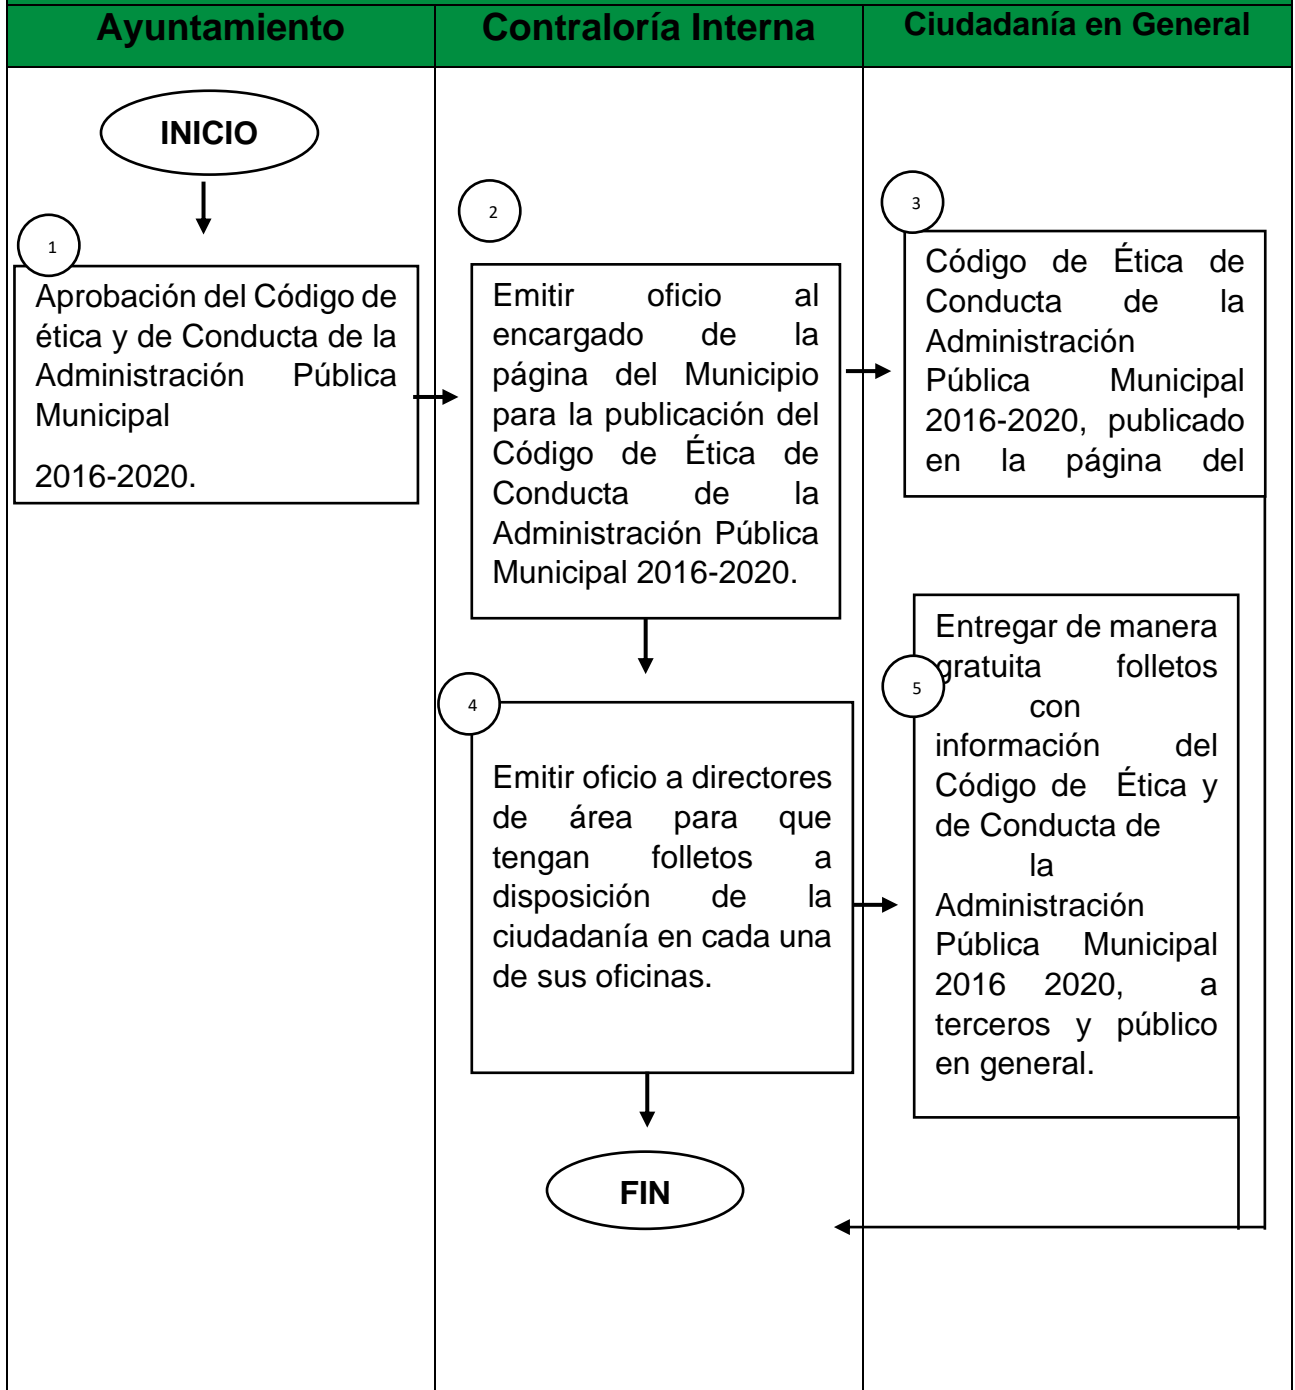 Ayuntamiento
Contraloría Interna
Ciudadanía en General
INICIO
1
Aprobación del Código de
ética y de Conducta de la
Administración Pública
Municipal
2016-2020.
2
Emitir oficio al
encargado de la
página del Municipio
para la publicación del
Código de Ética de
Conducta de la
Administración Pública
Municipal 2016-2020.
3
Código de Ética de
Conducta de la
Administración
Pública Municipal
2016-2020, publicado
en la página del
4
Emitir oficio a directores
de área para que
tengan folletos a
disposición de la
ciudadanía en cada una
de sus oficinas.
5
Entregar de manera
gratuita folletos
con
información del
Código de Ética y
de Conducta de
la
Administración
Pública Municipal
2016 2020, a
terceros y público
en general.
FIN